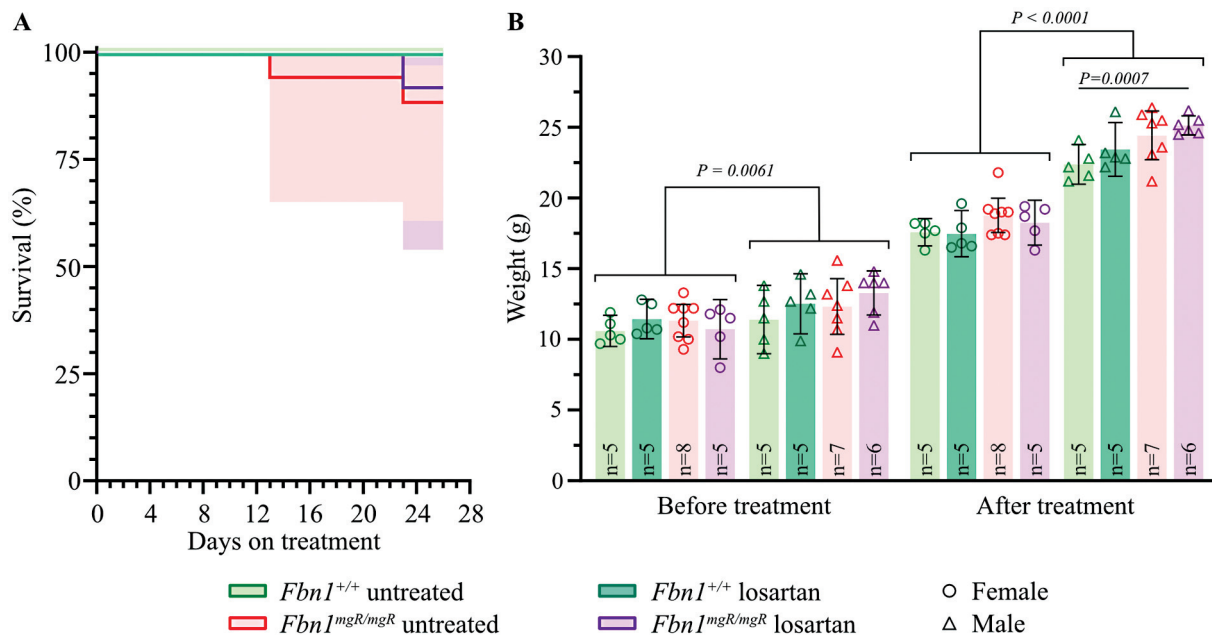 A
Survival (%)
100
75
50
25
0
0 4 8 12 16 20 24 28
Days on treatment
B
Weight (g)
30
25
20
15
10
5
0
P = 0.0061
P < 0.0001
P=0.0007
n=5 n=5 n=8 n=5 n=5 n=5 n=7 n=6 n=5 n=5 n=8 n=5 n=5 n=5 n=7 n=6
Before treatment After treatment
Fbn1+/+ untreated Fbn1+/+ losartan Female
Fbn1mgR/mgR untreated Fbn1mgR/mgR losartan Male